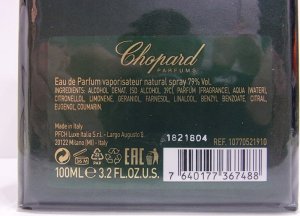 Chopard
PARFUMS
Eau de Parfum vaporisateur natural spray 79% Vol.
INGREDIENTS: ALCOHOL DENAT. (SD ALCOHOL 39C), PARFUM (FRAGRANCE), AQUA (WATER),
CITRONELLOL, LIMONENE, GERANIOL, FARNESOL, LINALOOL, BENZYL BENZOATE, CITRAL,
EUGENOL, COUMARIN.
Made in Italy
PFCH Luxe Italia S.r.l. - Largo Augusto
20122 Milano (MI) - Italy
1821804
REF. 10770521910
PAP
EAC
100ML e 3.2 FL.OZ.U.S.
7 640177 367488